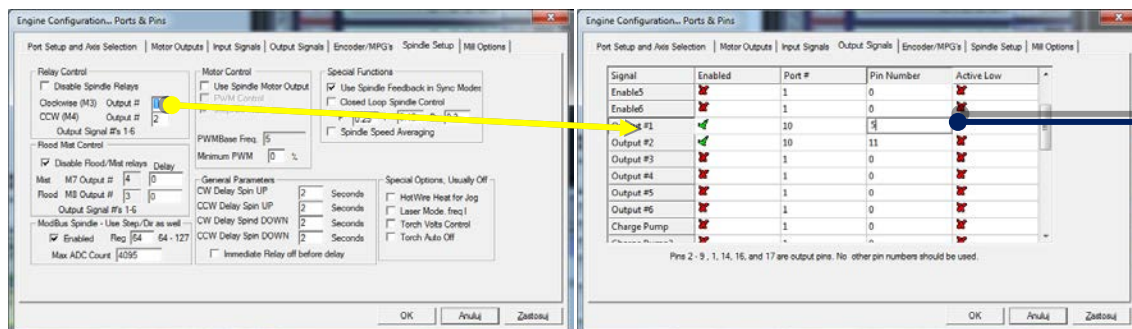 Engine Configuration... Ports & Pins
Port Setup and Axis Selection | Motor Outputs | Input Signals | Output Signals | Encoder/MPG's | Spindle Setup | Mill Options
Relay Control
Disable Spindle Relays
Clockwise (M3) Output # 1
CCW (M4) Output # 2
Output Signal #'s 1-6
Flood Mist Control
Disable Flood/Mist relays Delay
Mist M7 Output # 4 0
Flood M8 Output # 3 0
Output Signal #'s 1-6
ModBus Spindle - Use Step/Dir as well
Enabled Reg 64 64 - 127
Max ADC Count 4095
Motor Control
Use Spindle Motor Output
PWM Control
PWMBase Freq. 5
Minimum PWM 0 %
General Parameters
CW Delay Spin UP 2 Seconds
CCW Delay Spin UP 2 Seconds
CW Delay Spind DOWN 2 Seconds
CCW Delay Spin DOWN 2 Seconds
Immediate Relay off before delay
Special Functions
Use Spindle Feedback in Sync Modes
Closed Loop Spindle Control
P 0.25
Spindle Speed Averaging
Special Options, Usually Off
HotWire Heat for Jog
Laser Mode. freq
Torch Volts Control
Torch Auto Off
OK Anuluj Zastosuj
Engine Configuration... Ports & Pins
Port Setup and Axis Selection | Motor Outputs | Input Signals | Output Signals | Encoder/MPG's | Spindle Setup | Mill Options
Signal Enabled Port # Pin Number Active Low
Enable5 1 0
Enable6 1 0
Output #1 10 5
Output #2 10 11
Output #3 1 0
Output #4 1 0
Output #5 1 0
Output #6 1 0
Charge Pump 1 0
Charge Pump2
Pins 2 - 9 , 1, 14, 16, and 17 are output pins. No other pin numbers should be used.
OK Anuluj Zastosuj